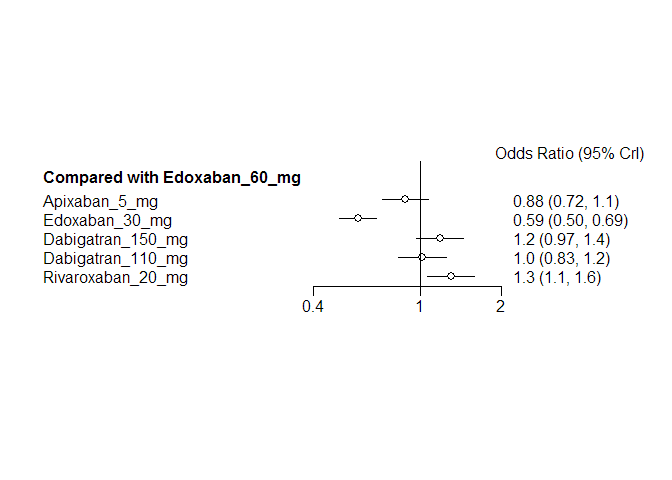 Odds Ratio (95% CrI)
Compared with Edoxaban_60_mg
Apixaban_5_mg 0.88 (0.72, 1.1)
Edoxaban_30_mg 0.59 (0.50, 0.69)
Dabigatran_150_mg 1.2 (0.97, 1.4)
Dabigatran_110_mg 1.0 (0.83, 1.2)
Rivaroxaban_20_mg 1.3 (1.1, 1.6)
0.4 1 2